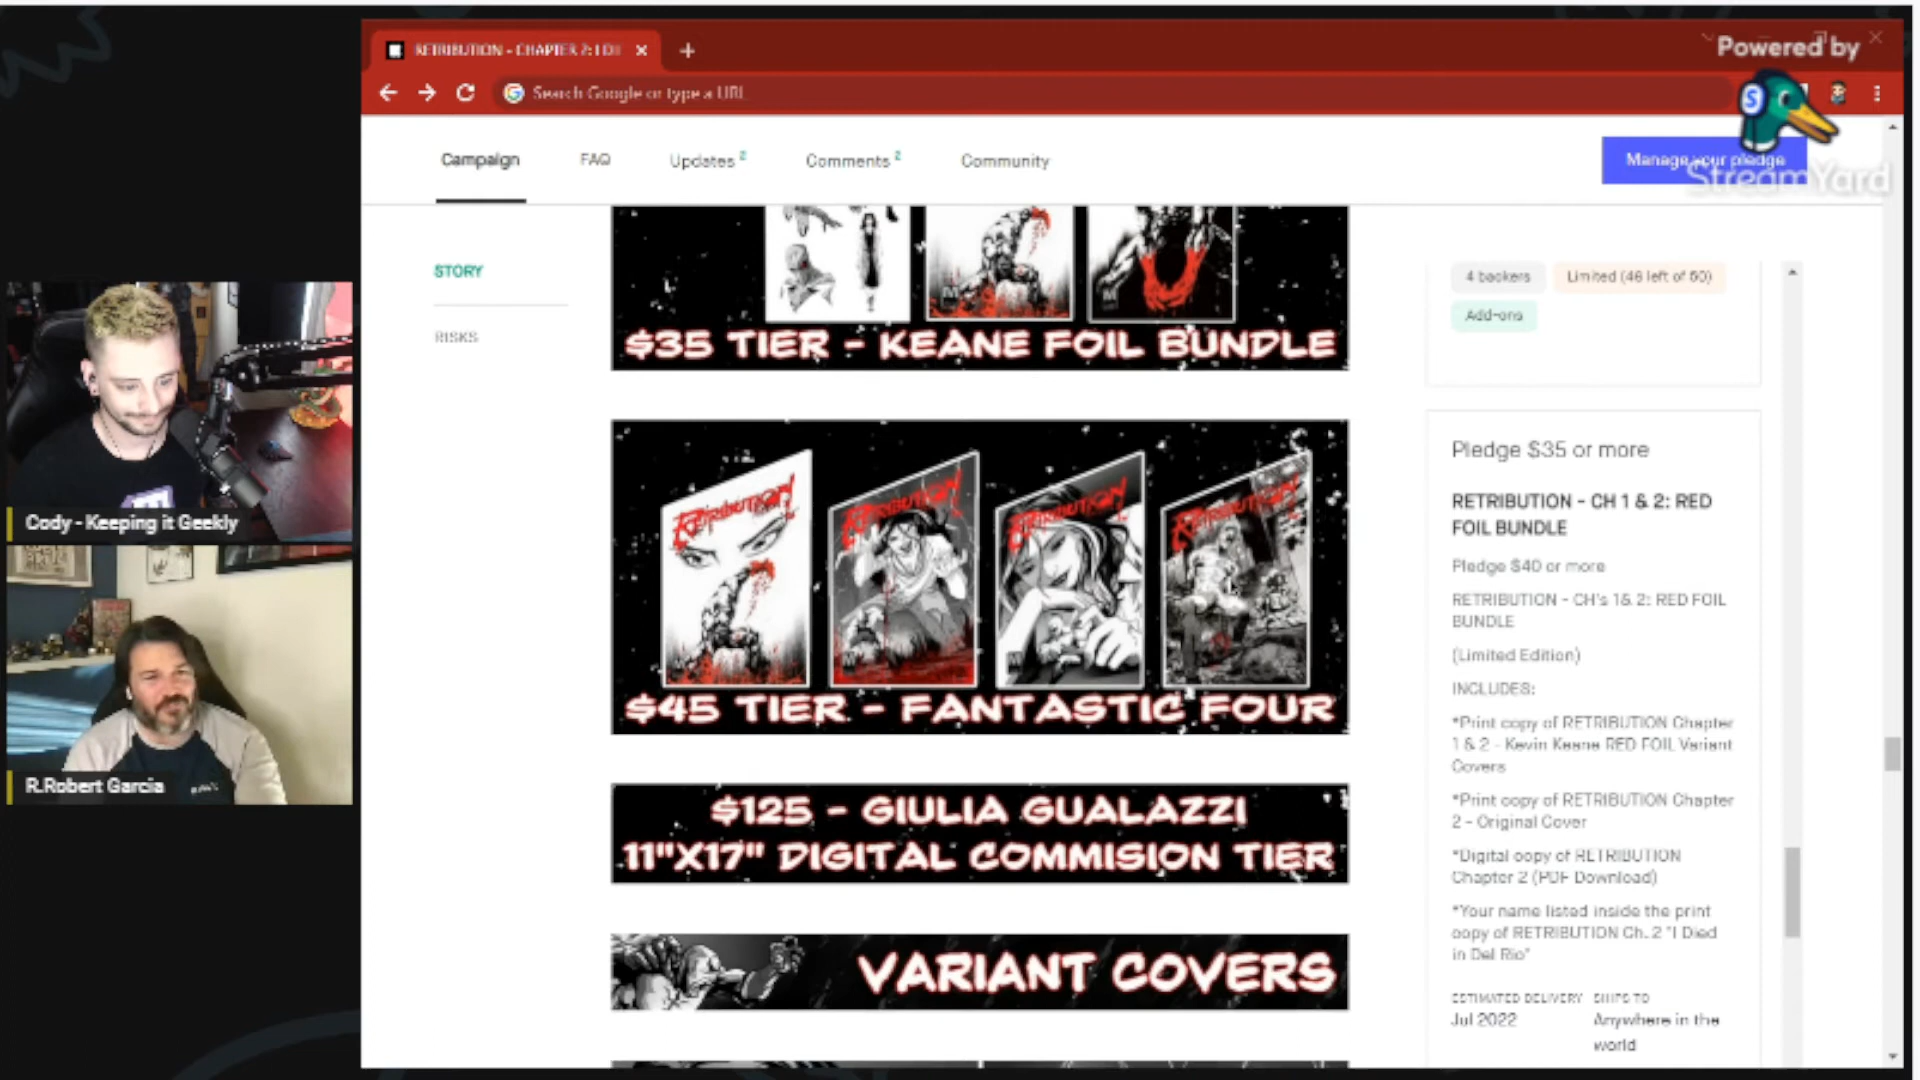 RETRIBUTION - CHAPTER 2: I DI
Search Google or type a URL
Powered by
StreamYard
Campaign
FAQ
Updates 2
Comments 2
Community
Manage your pledge
STORY
RISKS
$35 TIER - KEANE FOIL BUNDLE
RETRIBUTION
RETRIBUTION
RETRIBUTION
RETRIBUTION
$45 TIER - FANTASTIC FOUR
$125 - GIULIA GUALAZZI
11"X17" DIGITAL COMMISION TIER
VARIANT COVERS
4 backers
Limited (46 left of 50)
Add-ons
Pledge $35 or more
RETRIBUTION - CH 1 & 2: RED
FOIL BUNDLE
Pledge $40 or more
RETRIBUTION - CH's 1& 2: RED FOIL
BUNDLE
(Limited Edition)
INCLUDES:
*Print copy of RETRIBUTION Chapter
1 & 2 - Kevin Keane RED FOIL Variant
Covers
*Print copy of RETRIBUTION Chapter
2 - Original Cover
*Digital copy of RETRIBUTION
Chapter 2 (PDF Download)
*Your name listed inside the print
copy of RETRIBUTION Ch. 2 "I Died
in Del Rio"
ESTIMATED DELIVERY
Jul 2022
SHIPS TO
Anywhere in the
world
Cody - Keeping it Geekly
R.Robert Garcia